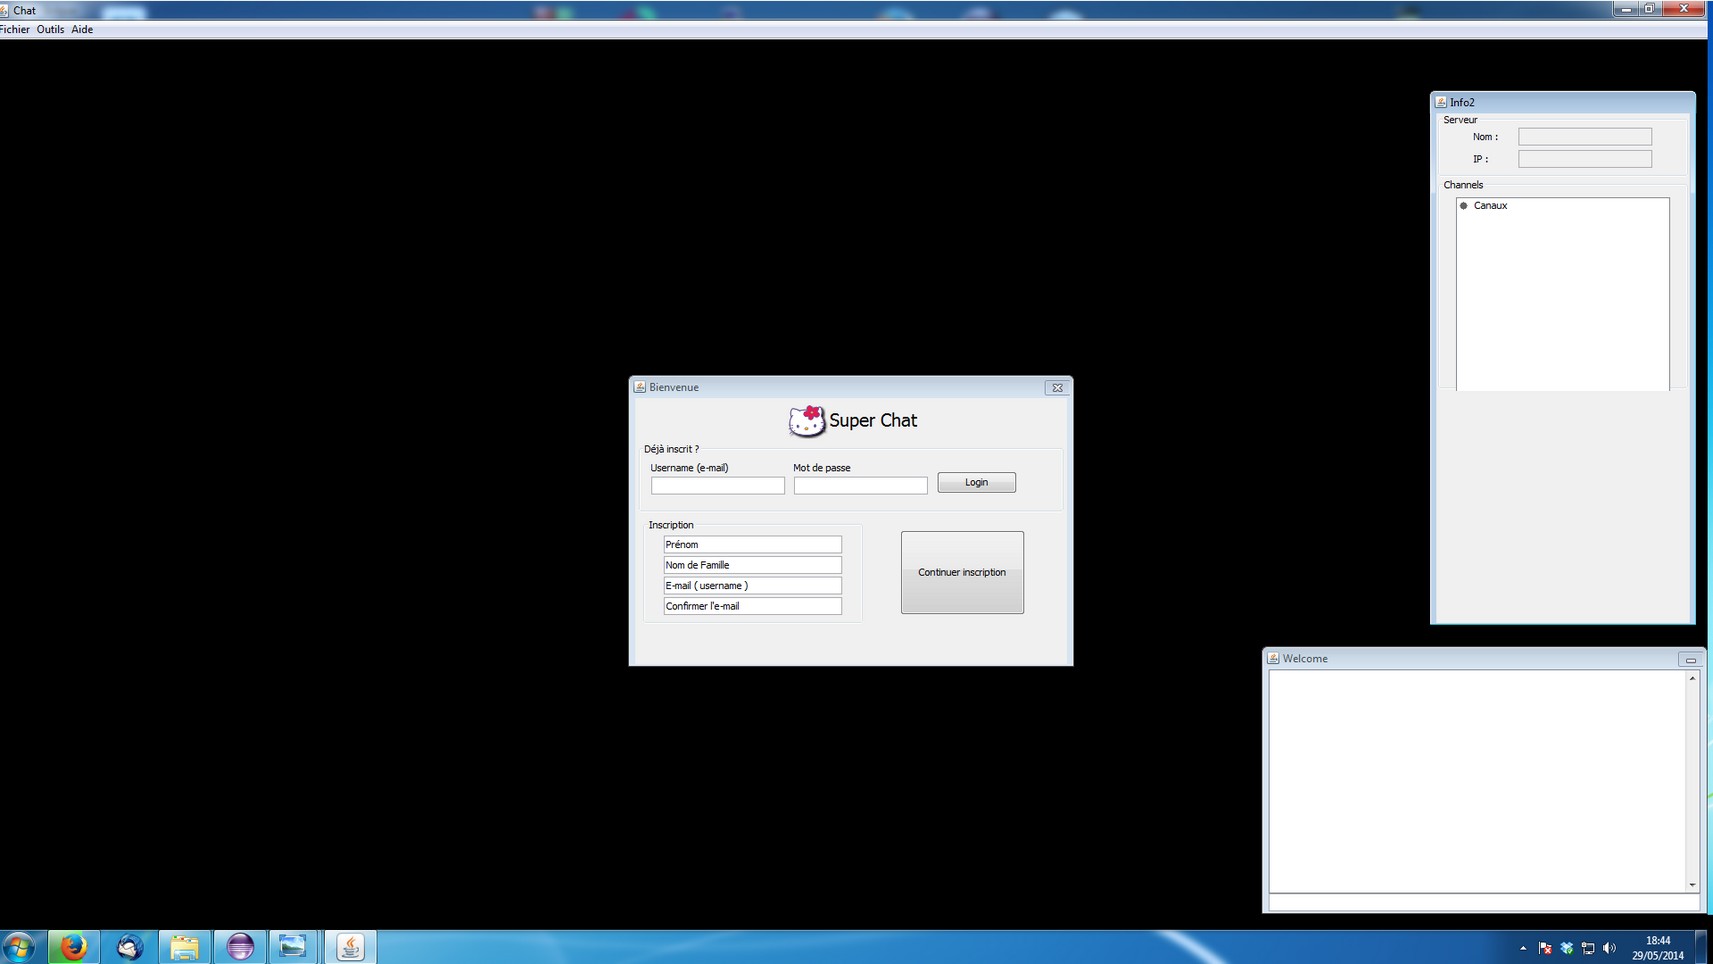 Chat
Fichier Outils Aide
Info2
Serveur
Nom :
IP :
Channels
Canaux
Bienvenue
Super Chat
Déjà inscrit ?
Username (e-mail) Mot de passe
Login
Inscription
Prénom
Nom de Famille
E-mail ( username )
Confirmer l'e-mail
Continuer inscription
Welcome
18:44
29/05/2014